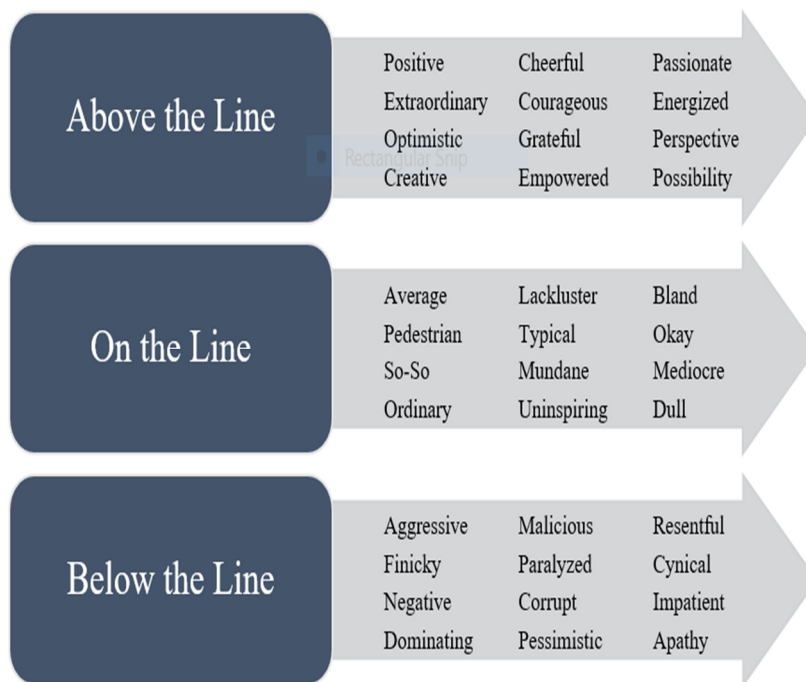 Above the Line
Positive Cheerful Passionate
Extraordinary Courageous Energized
Optimistic Grateful Perspective
Rectangular Snip
Creative Empowered Possibility
On the Line
Average Lackluster Bland
Pedestrian Typical Okay
So-So Mundane Mediocre
Ordinary Uninspiring Dull
Below the Line
Aggressive Malicious Resentful
Finicky Paralyzed Cynical
Negative Corrupt Impatient
Dominating Pessimistic Apathy